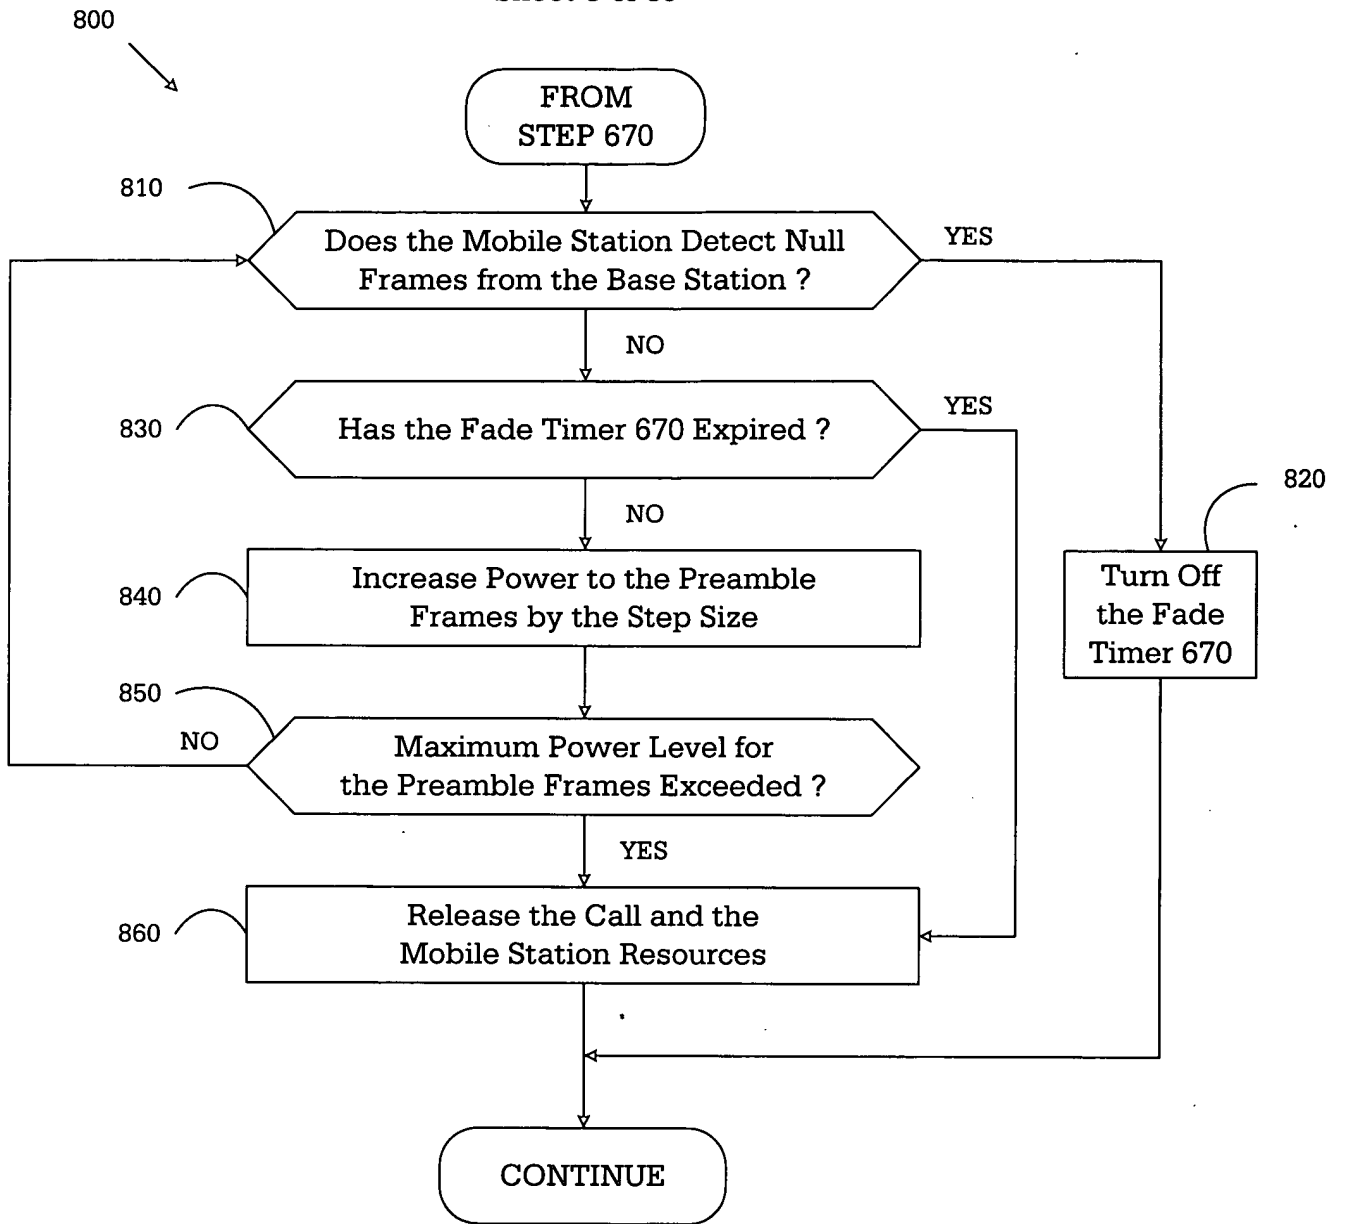 800
FROM
STEP 670
810
Does the Mobile Station Detect Null
Frames from the Base Station ?
YES
NO
830
Has the Fade Timer 670 Expired ?
YES
NO
820
Turn Off
the Fade
Timer 670
840
Increase Power to the Preamble
Frames by the Step Size
850
NO
Maximum Power Level for
the Preamble Frames Exceeded ?
YES
860
Release the Call and the
Mobile Station Resources
CONTINUE